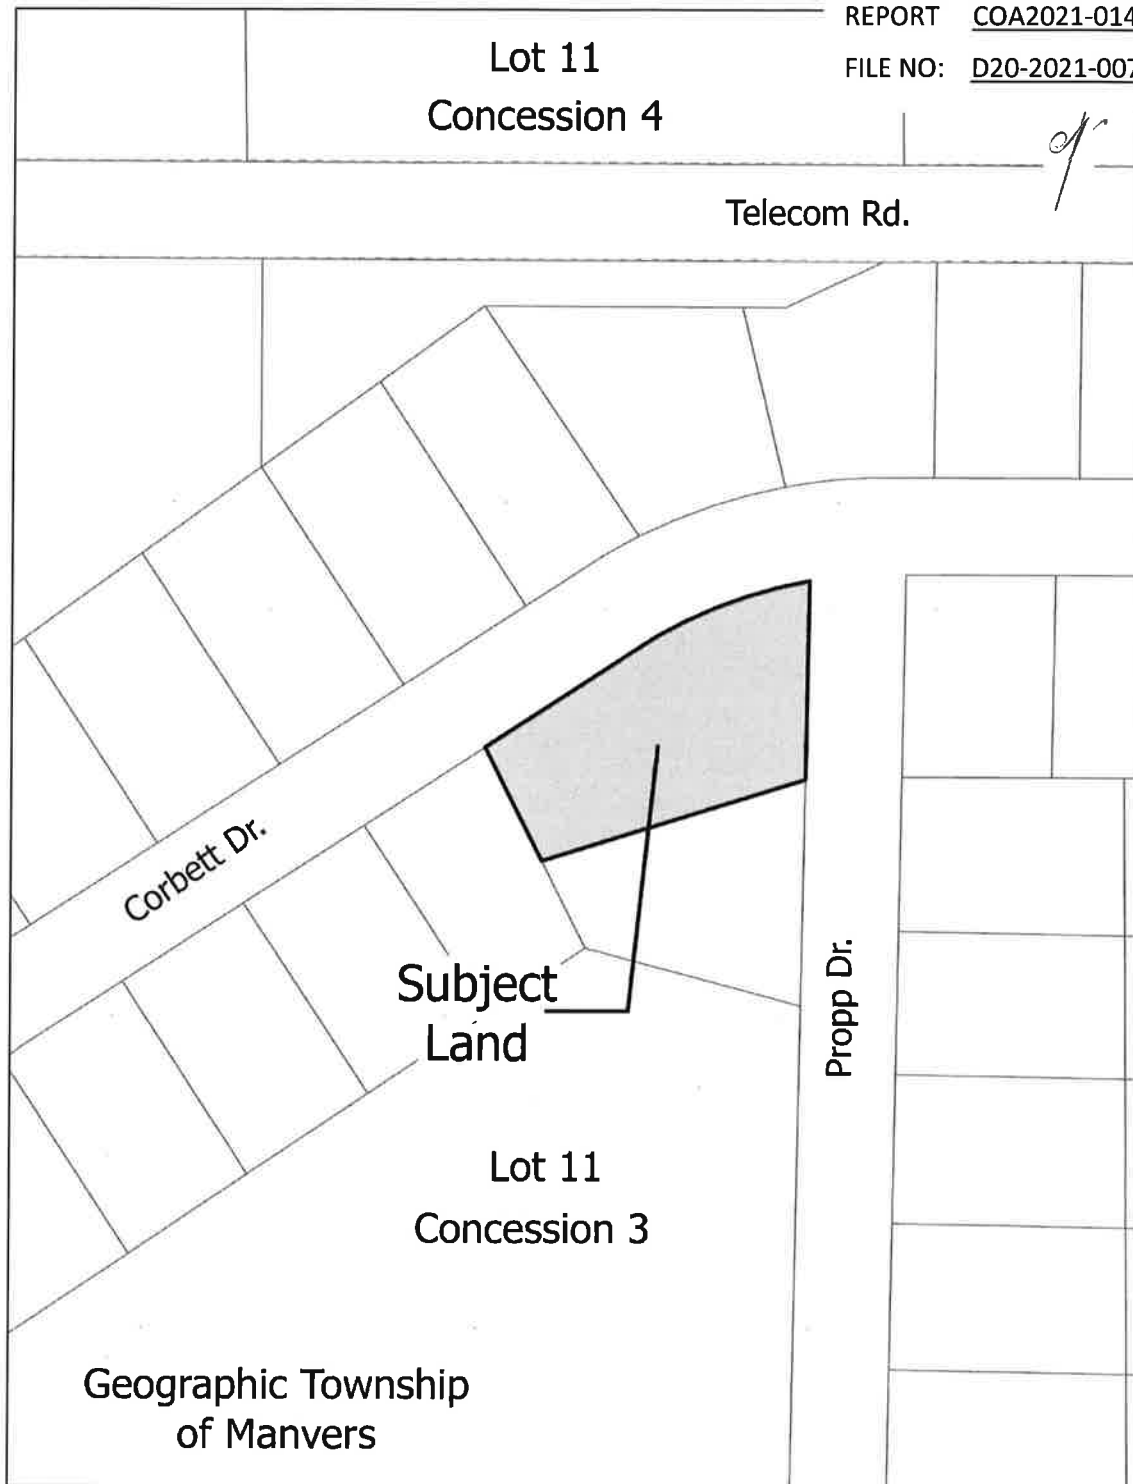 REPORT COA2021-014
FILE NO: D20-2021-007
Lot 11
Concession 4
Telecom Rd.
Corbett Dr.
Subject
Land
Propp Dr.
Lot 11
Concession 3
Geographic Township
of Manvers